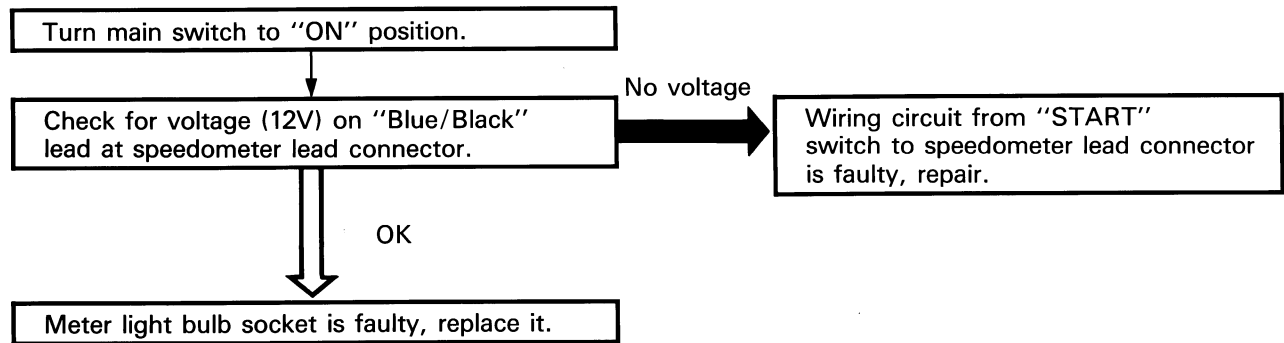 Turn main switch to ‘‘ON’’ position.
Check for voltage (12V) on ‘‘Blue/Black’’
lead at speedometer lead connector.
No voltage
Wiring circuit from ‘‘START’’
switch to speedometer lead connector
is faulty, repair.
OK
Meter light bulb socket is faulty, replace it.